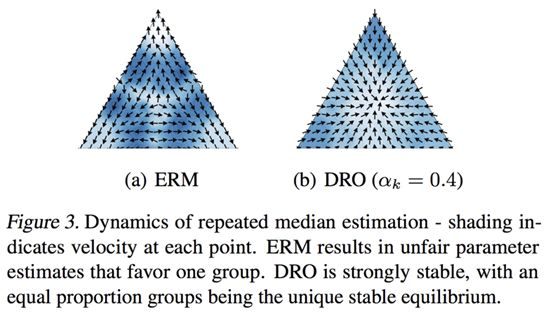 (a) ERM
(b) DRO (αk = 0.4)
Figure 3. Dynamics of repeated median estimation - shading in-
dicates velocity at each point. ERM results in unfair parameter
estimates that favor one group. DRO is strongly stable, with an
equal proportion groups being the unique stable equilibrium.